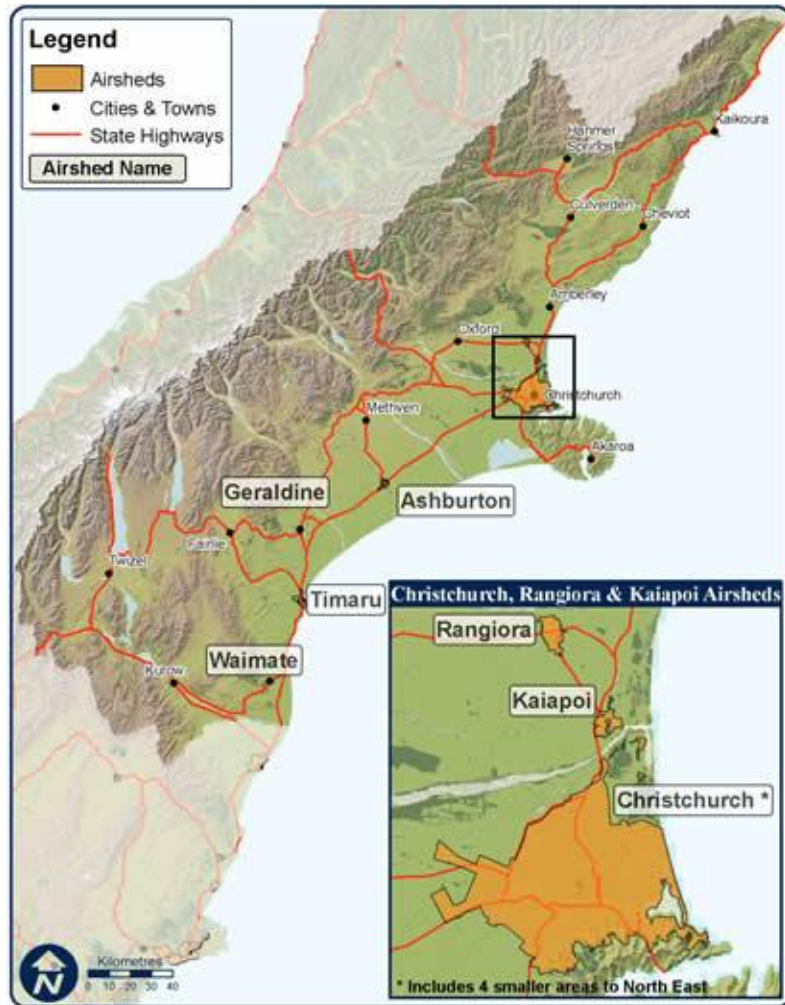 Legend
Airsheds
Cities & Towns
State Highways
Airshed Name
Hanmer
Springs
Kaikoura
Culverden
Cheviot
Amberley
Oxford
Christchurch
Methven
Akaroa
Geraldine
Ashburton
Fairlie
Twizel
Timaru
Waimate
Kurow
Christchurch, Rangiora & Kaiapoi Airsheds
Rangiora
Kaiapoi
Christchurch *
* Includes 4 smaller areas to North East
N
Kilometres
0 10 20 30 40